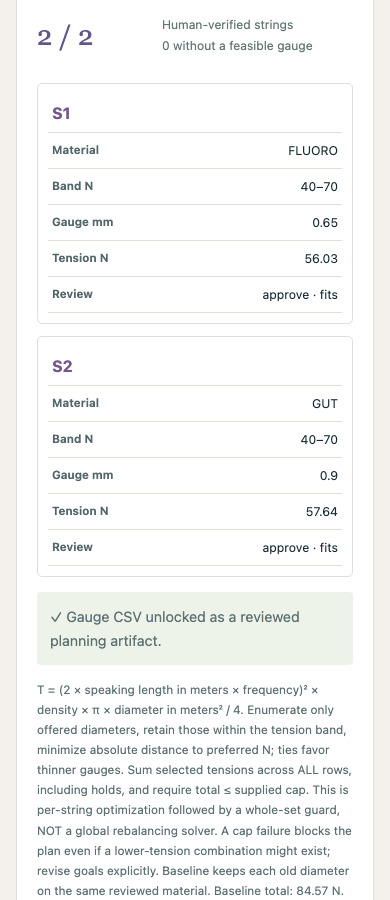 2 / 2
Human-verified strings
0 without a feasible gauge
S1
Material FLUORO
Band N 40–70
Gauge mm 0.65
Tension N 56.03
Review approve · fits
S2
Material GUT
Band N 40–70
Gauge mm 0.9
Tension N 57.64
Review approve · fits
✓ Gauge CSV unlocked as a reviewed
planning artifact.
T = (2 × speaking length in meters × frequency)² ×
density × π × diameter in meters² / 4. Enumerate only
offered diameters, retain those within the tension band,
minimize absolute distance to preferred N; ties favor
thinner gauges. Sum selected tensions across ALL rows,
including holds, and require total ≤ supplied cap. This is
per-string optimization followed by a whole-set guard,
NOT a global rebalancing solver. A cap failure blocks the
plan even if a lower-tension combination might exist;
revise goals explicitly. Baseline keeps each old diameter
on the same reviewed material. Baseline total: 84.57 N.